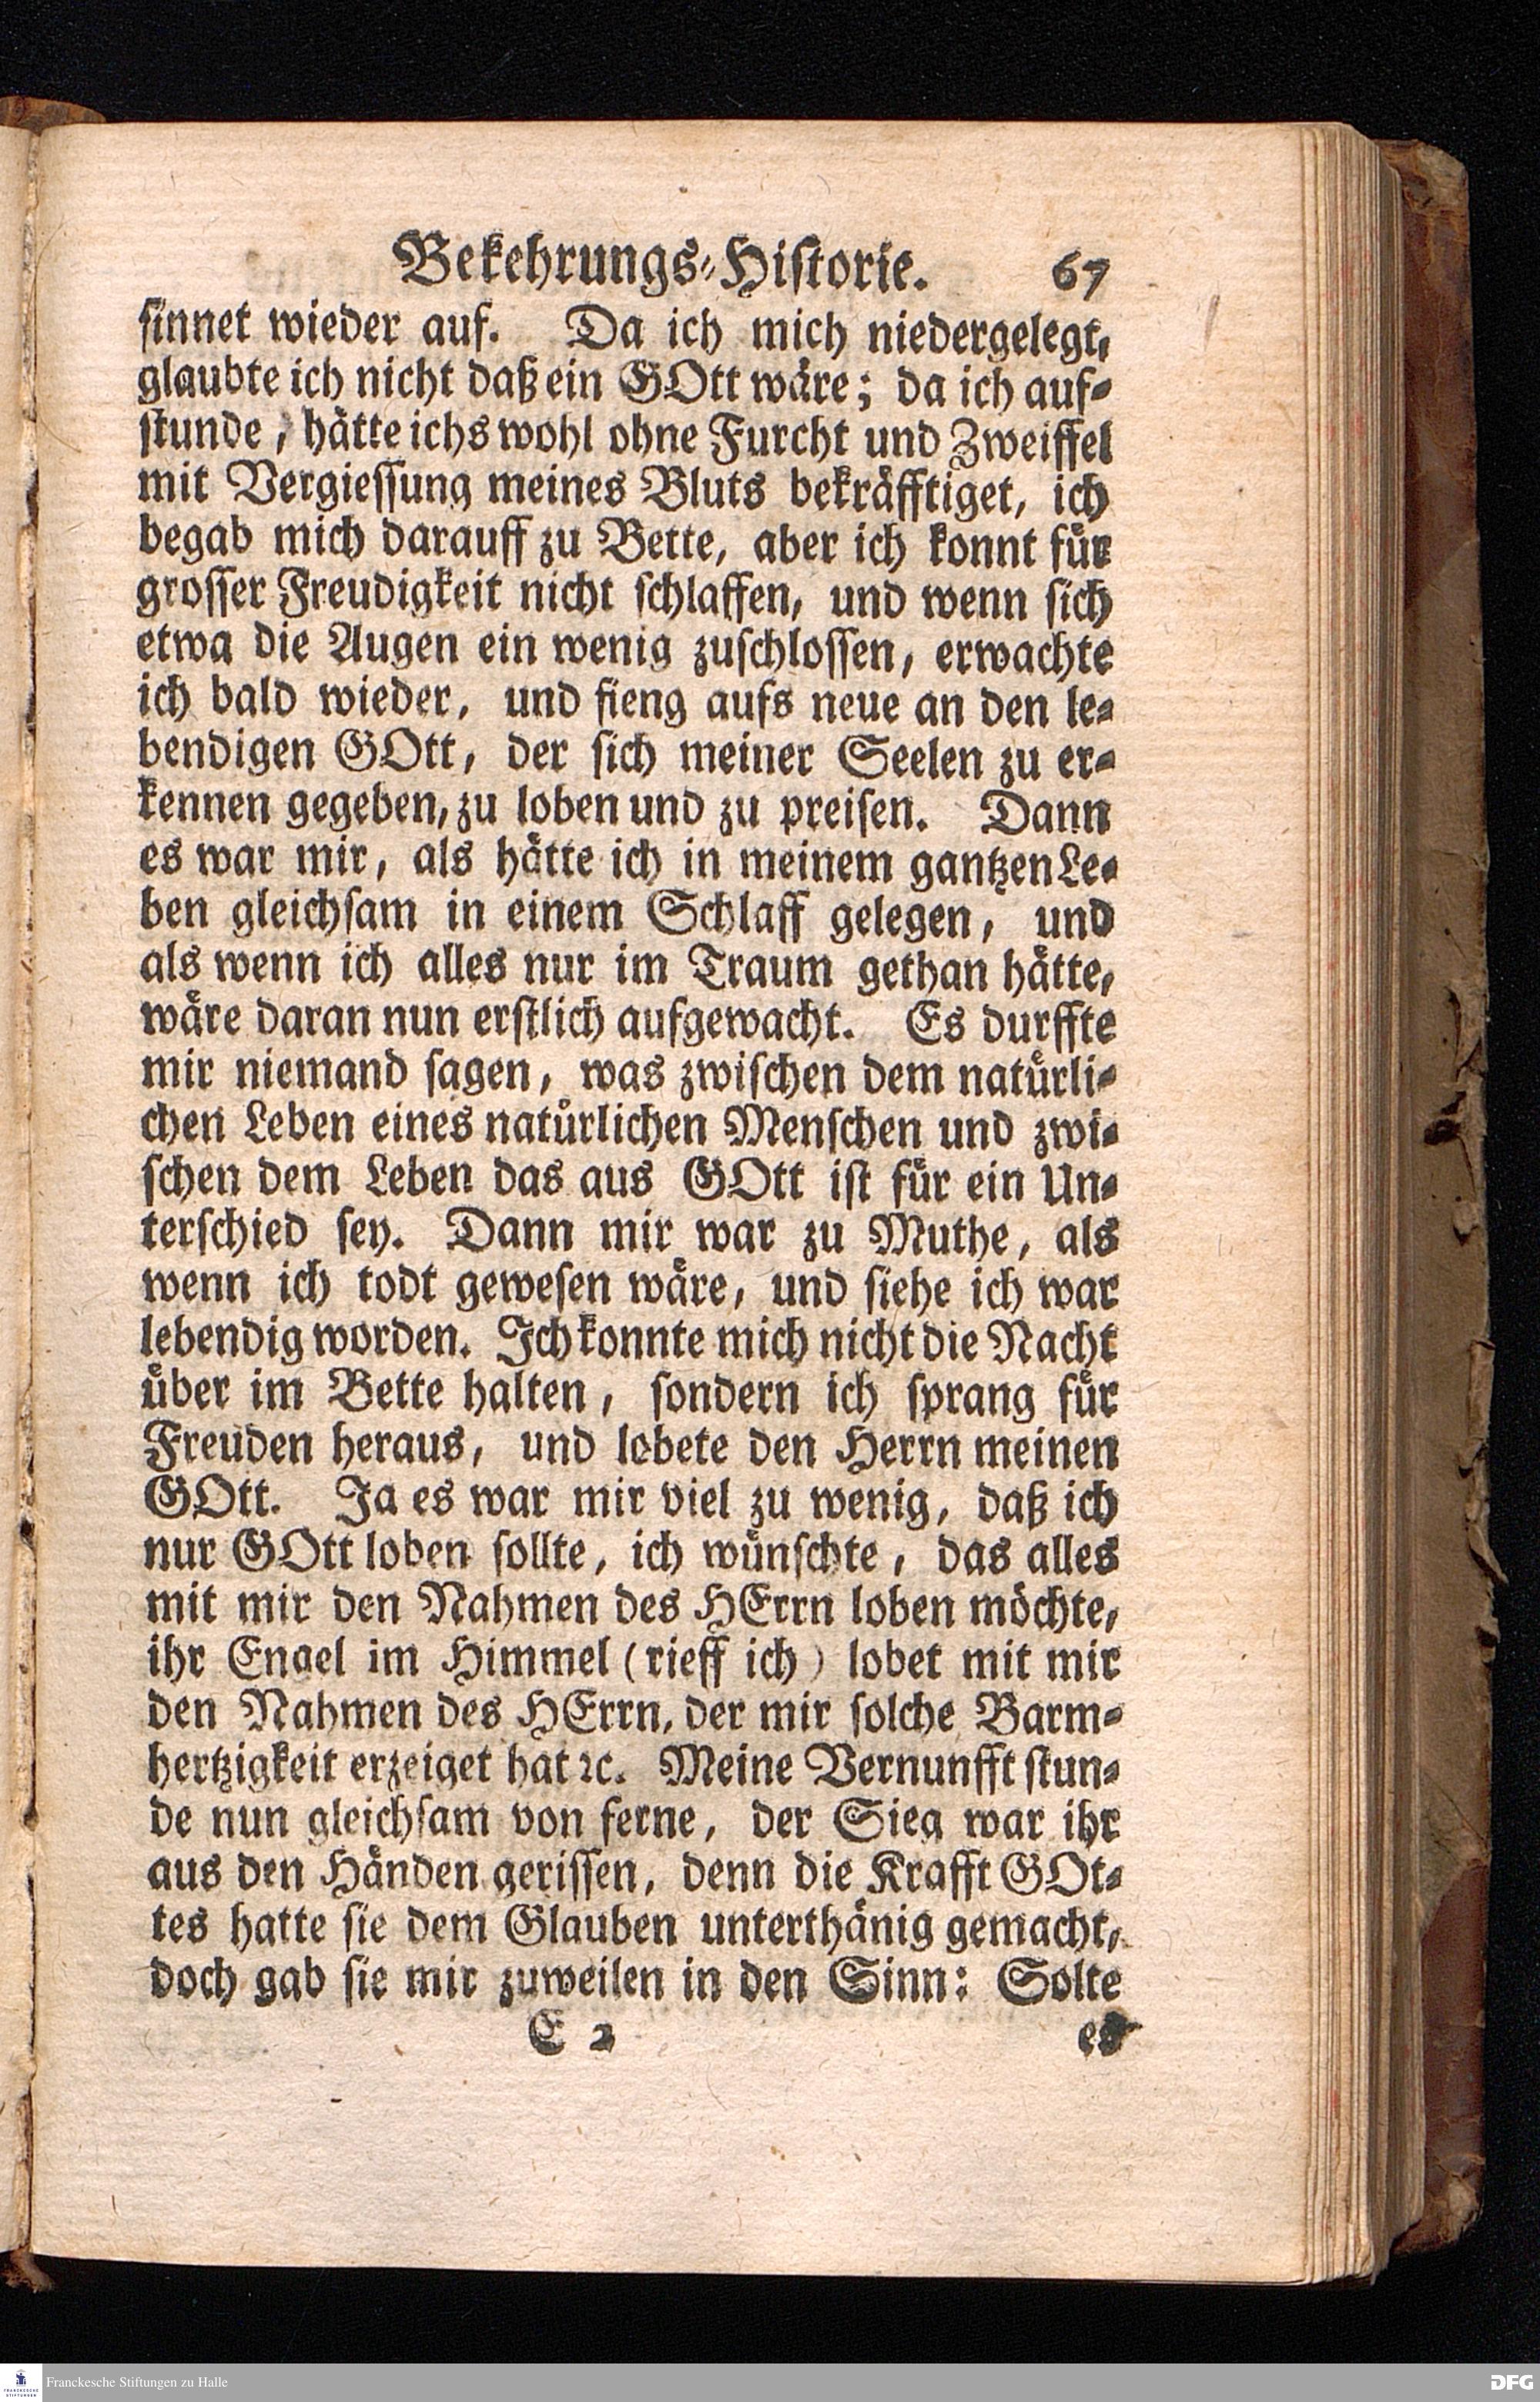 Bekehrungs-Historie. 67
sinnet wieder auf. Da ich mich niedergelegt,
glaubte ich nicht daß ein GOtt wäre; da ich auf-
stunde, hätte ichs wohl ohne Furcht und Zweiffel
mit Vergiessung meines Bluts bekräfftiget, ich
begab mich darauff zu Bette, aber ich konnt für
grosser Freudigkeit nicht schlaffen, und wenn sich
etwa die Augen ein wenig zuschlossen, erwachte
ich bald wieder, und fieng aufs neue an den le-
bendigen GOtt, der sich meiner Seelen zu er-
kennen gegeben, zu loben und zu preisen. Dann
es war mir, als hätte ich in meinem gantzen Le-
ben gleichsam in einem Schlaff gelegen, und
als wenn ich alles nur im Traum gethan hätte,
wäre daran nun erstlich aufgewacht. Es durffte
mir niemand sagen, was zwischen dem natürli-
chen Leben eines natürlichen Menschen und zwi-
schen dem Leben das aus GOtt ist für ein Un-
terschied sey. Dann mir war zu Muthe, als
wenn ich todt gewesen wäre, und siehe ich war
lebendig worden. Ich konnte mich nicht die Nacht
über im Bette halten, sondern ich sprang für
Freuden heraus, und lobete den Herrn meinen
GOtt. Ja es war mir viel zu wenig, daß ich
nur GOtt loben sollte, ich wünschte, das alles
mit mir den Nahmen des HErrn loben möchte,
ihr Engel im Himmel (rieff ich) lobet mit mir
den Nahmen des HErrn, der mir solche Barm-
hertzigkeit erzeiget hat ꝛc. Meine Vernunfft stun-
de nun gleichsam von ferne, der Sieg war ihr
aus den Händen gerissen, denn die Krafft GOt-
tes hatte sie dem Glauben unterthänig gemacht,
doch gab sie mir zuweilen in den Sinn: Solte
E 2 es
Franckesche Stiftungen zu Halle
DFG